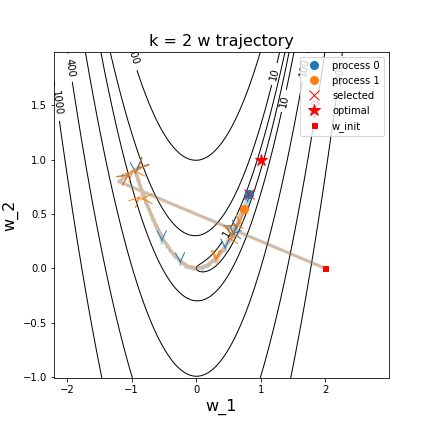 k = 2 w trajectory
process 0
process 1
selected
optimal
w_init
1000
400
10
10
1
w_2
1.5
1.0
0.5
0.0
−0.5
−1.0
−2
−1
0
1
2
w_1